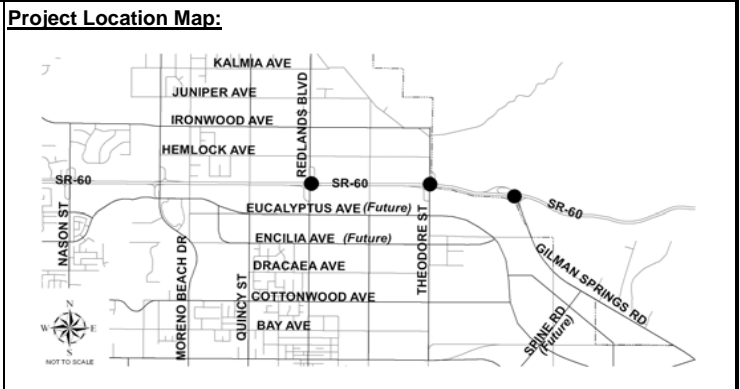 Project Location Map:
KALMIA AVE
JUNIPER AVE
IRONWOOD AVE
HEMLOCK AVE
REDLANDS BLVD
SR-60
SR-60
SR-60
EUCALYPTUS AVE (Future)
ENCILIA AVE (Future)
DRACAEA AVE
COTTONWOOD AVE
BAY AVE
NASON ST
MORENO BEACH DR
QUINCY ST
THEODORE ST
GILMAN SPRINGS RD
SPINE RD
(Future)
N
W
E
S
NOT TO SCALE